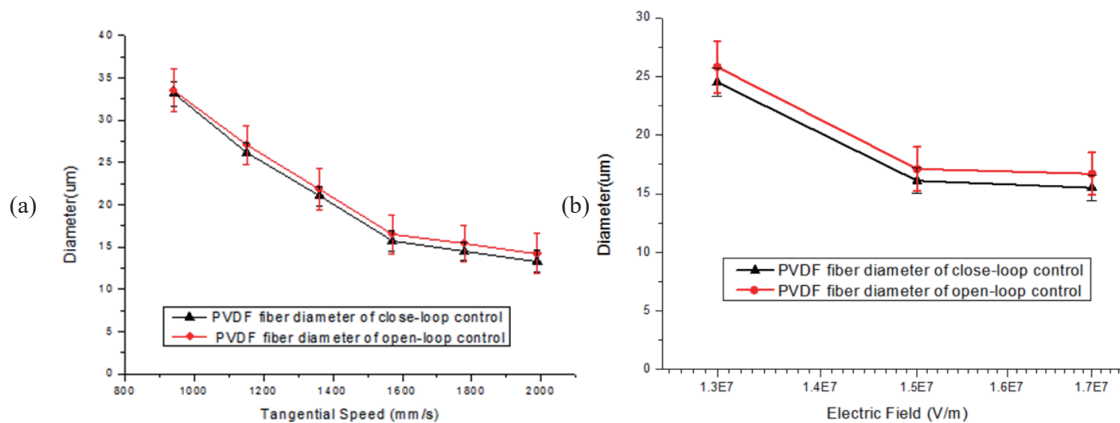 (a)
Diameter(um)
40
35
30
25
20
15
10
5
0
PVDF fiber diameter of close-loop control
PVDF fiber diameter of open-loop control
800 1000 1200 1400 1600 1800 2000
Tangential Speed (mm/s)
(b)
Diameter(um)
30
25
20
15
10
5
0
PVDF fiber diameter of close-loop control
PVDF fiber diameter of open-loop control
1.3E7 1.4E7 1.5E7 1.6E7 1.7E7
Electric Field (V/m)